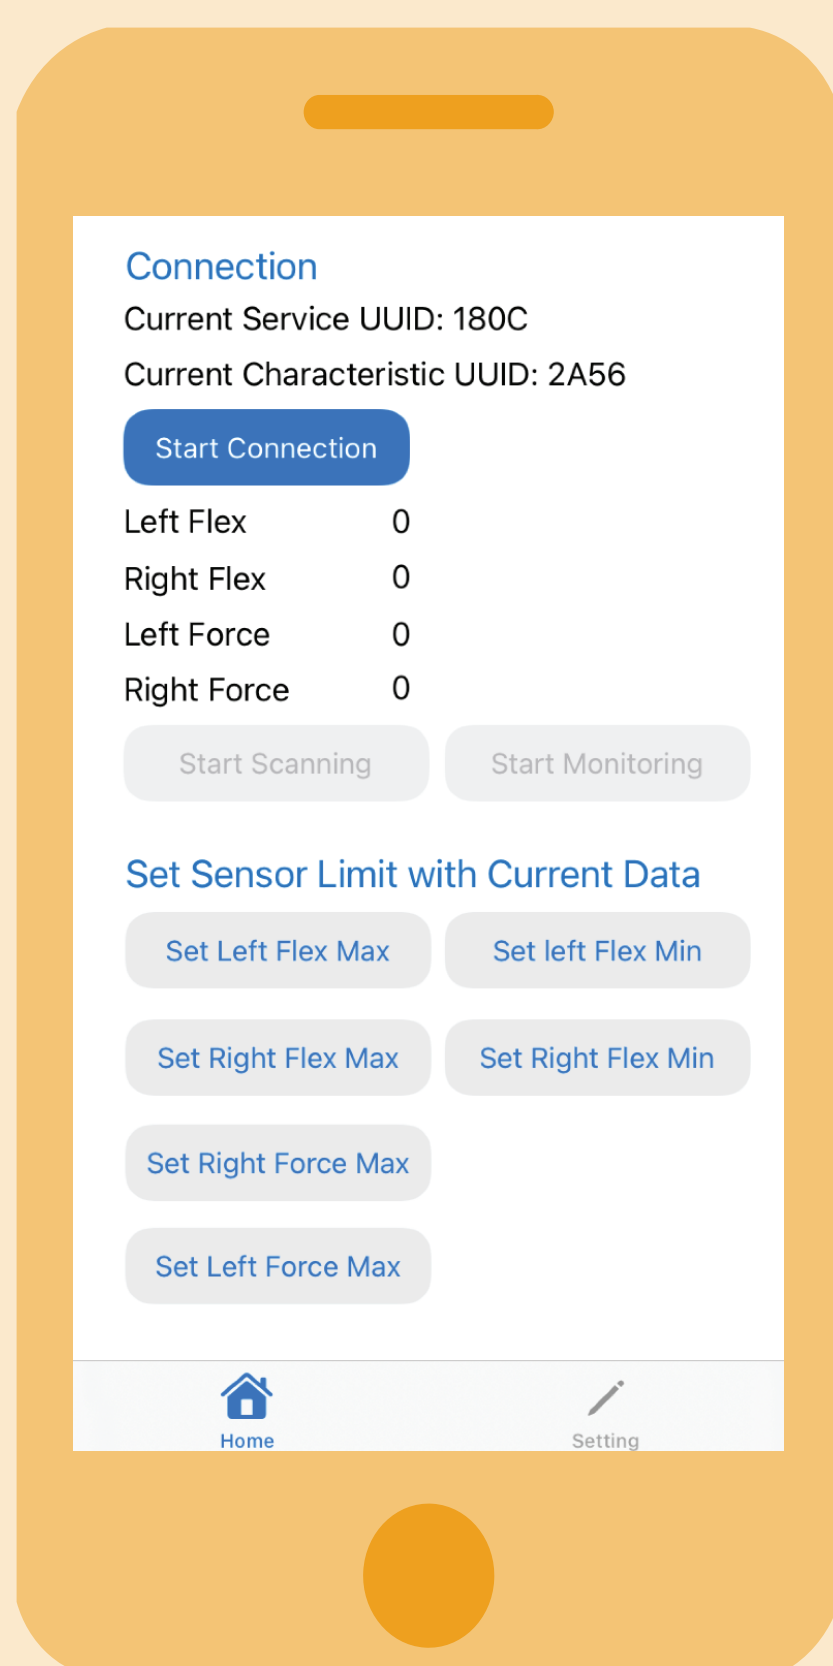 Connection
Current Service UUID: 180C
Current Characteristic UUID: 2A56
Start Connection
Left Flex 0
Right Flex 0
Left Force 0
Right Force 0
Start Scanning Start Monitoring
Set Sensor Limit with Current Data
Set Left Flex Max Set left Flex Min
Set Right Flex Max Set Right Flex Min
Set Right Force Max
Set Left Force Max
Home Setting